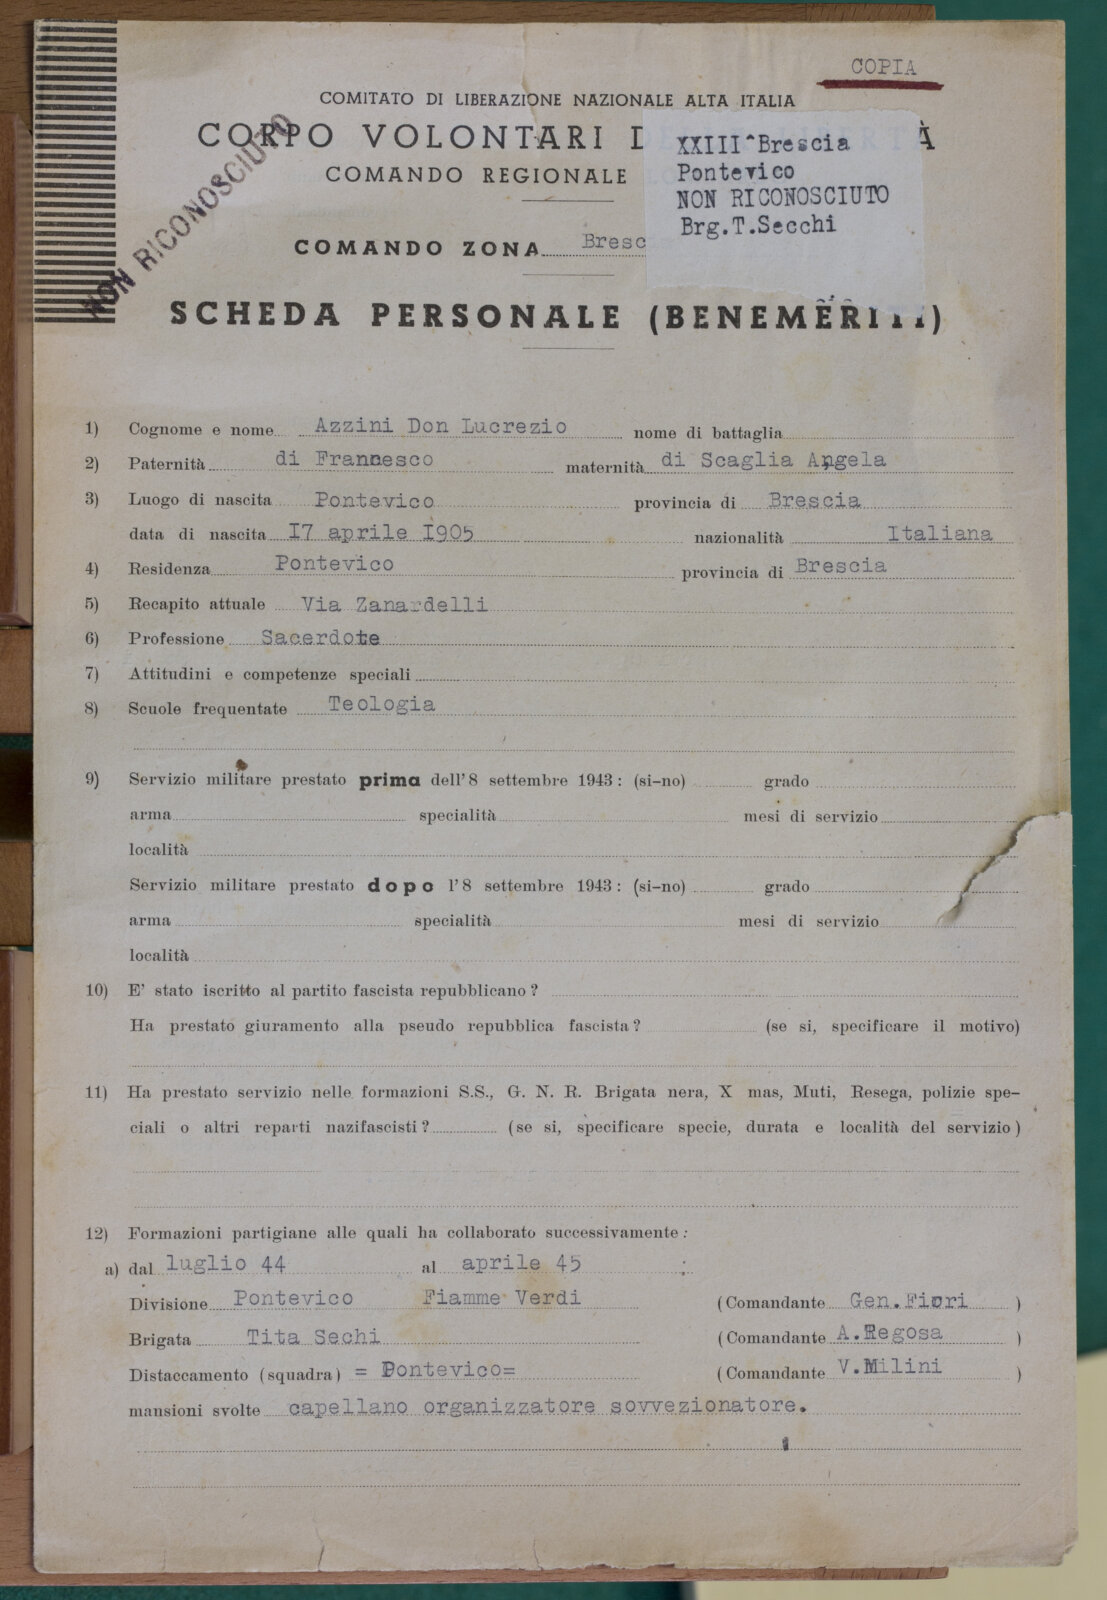 COPIA
COMITATO DI LIBERAZIONE NAZIONALE ALTA ITALIA
CORPO VOLONTARI D
COMANDO REGIONALE
XXIII^Brescia
Pontevico
NON RICONOSCIUTO
Brg.T.Secchi
NON RICONOSCIUTO
COMANDO ZONA Bresc
SCHEDA PERSONALE (BENEMERITI)
1) Cognome e nome Azzini Don Lucrezio nome di battaglia
2) Paternità di Francesco maternità di Scaglia Angela
3) Luogo di nascita Pontevico provincia di Brescia
data di nascita I7 aprile I905 nazionalità Italiana
4) Residenza Pontevico provincia di Brescia
5) Recapito attuale Via Zanardelli
6) Professione Sacerdote
7) Attitudini e competenze speciali
8) Scuole frequentate Teologia
9) Servizio militare prestato prima dell'8 settembre 1943: (si-no) grado
arma specialità mesi di servizio
località
Servizio militare prestato dopo l'8 settembre 1943: (si-no) grado
arma specialità mesi di servizio
località
10) E' stato iscritto al partito fascista repubblicano?
Ha prestato giuramento alla pseudo repubblica fascista? (se si, specificare il motivo)
11) Ha prestato servizio nelle formazioni S.S., G. N. R. Brigata nera, X mas, Muti, Resega, polizie spe-
ciali o altri reparti nazifascisti? (se si, specificare specie, durata e località del servizio)
12) Formazioni partigiane alle quali ha collaborato successivamente:
a) dal luglio 44 al aprile 45 ;
Divisione Pontevico Fiamme Verdi (Comandante Gen.Fiori )
Brigata Tita Sechi (Comandante A.Regosa )
Distaccamento (squadra) = Pontevico= (Comandante V.Milini )
mansioni svolte capellano organizzatore sovvezionatore.